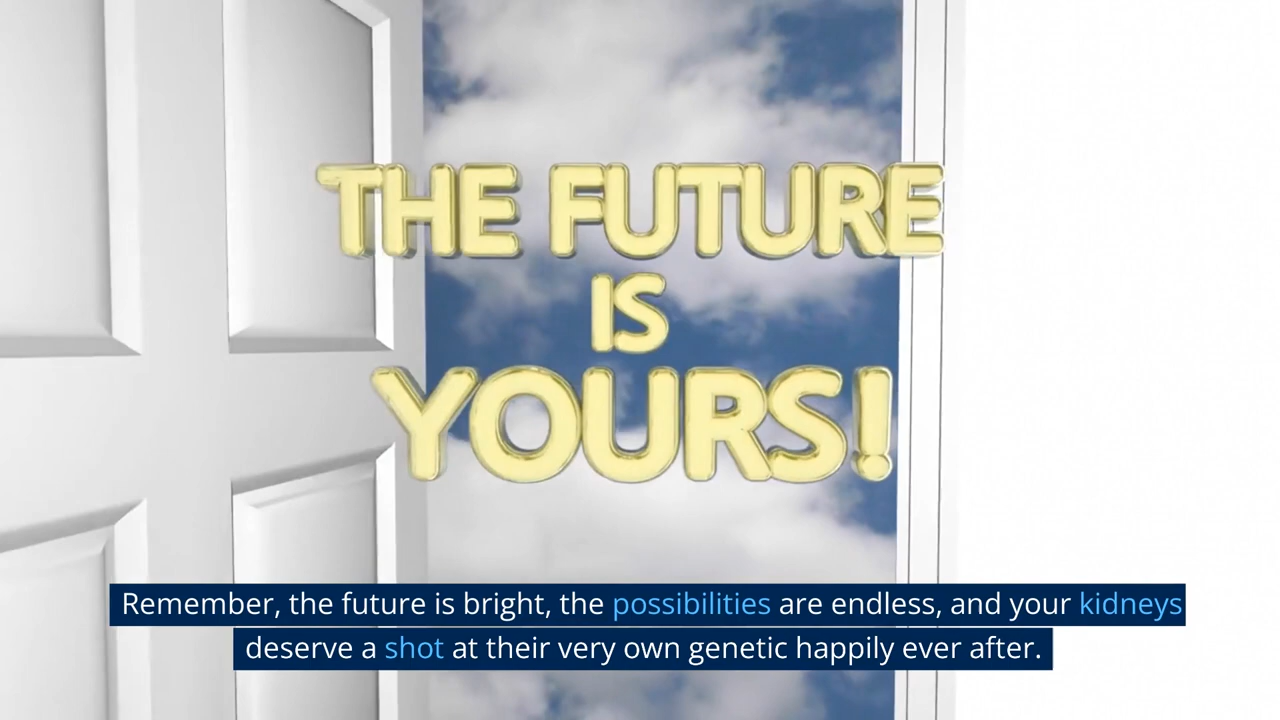 THE FUTURE
IS
YOURS!
Remember, the future is bright, the possibilities are endless, and your kidneys
deserve a shot at their very own genetic happily ever after.